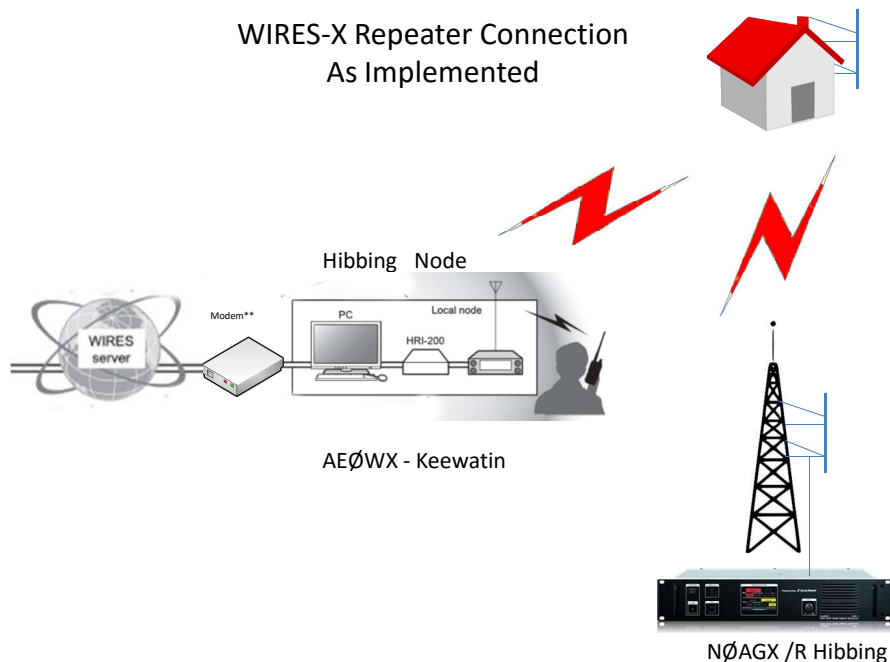 WIRES-X Repeater Connection
As Implemented
Hibbing Node
Modem**
PC
Local node
HRI-200
WIRES
server
AEØWX - Keewatin
NØAGX /R Hibbing